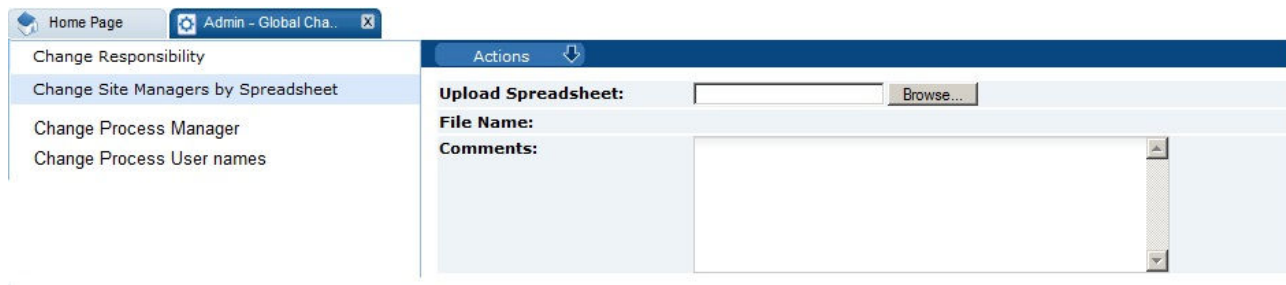 Home Page
Admin - Global Cha..
Change Responsibility
Change Site Managers by Spreadsheet
Change Process Manager
Change Process User names
Actions
Upload Spreadsheet:
Browse...
File Name:
Comments: